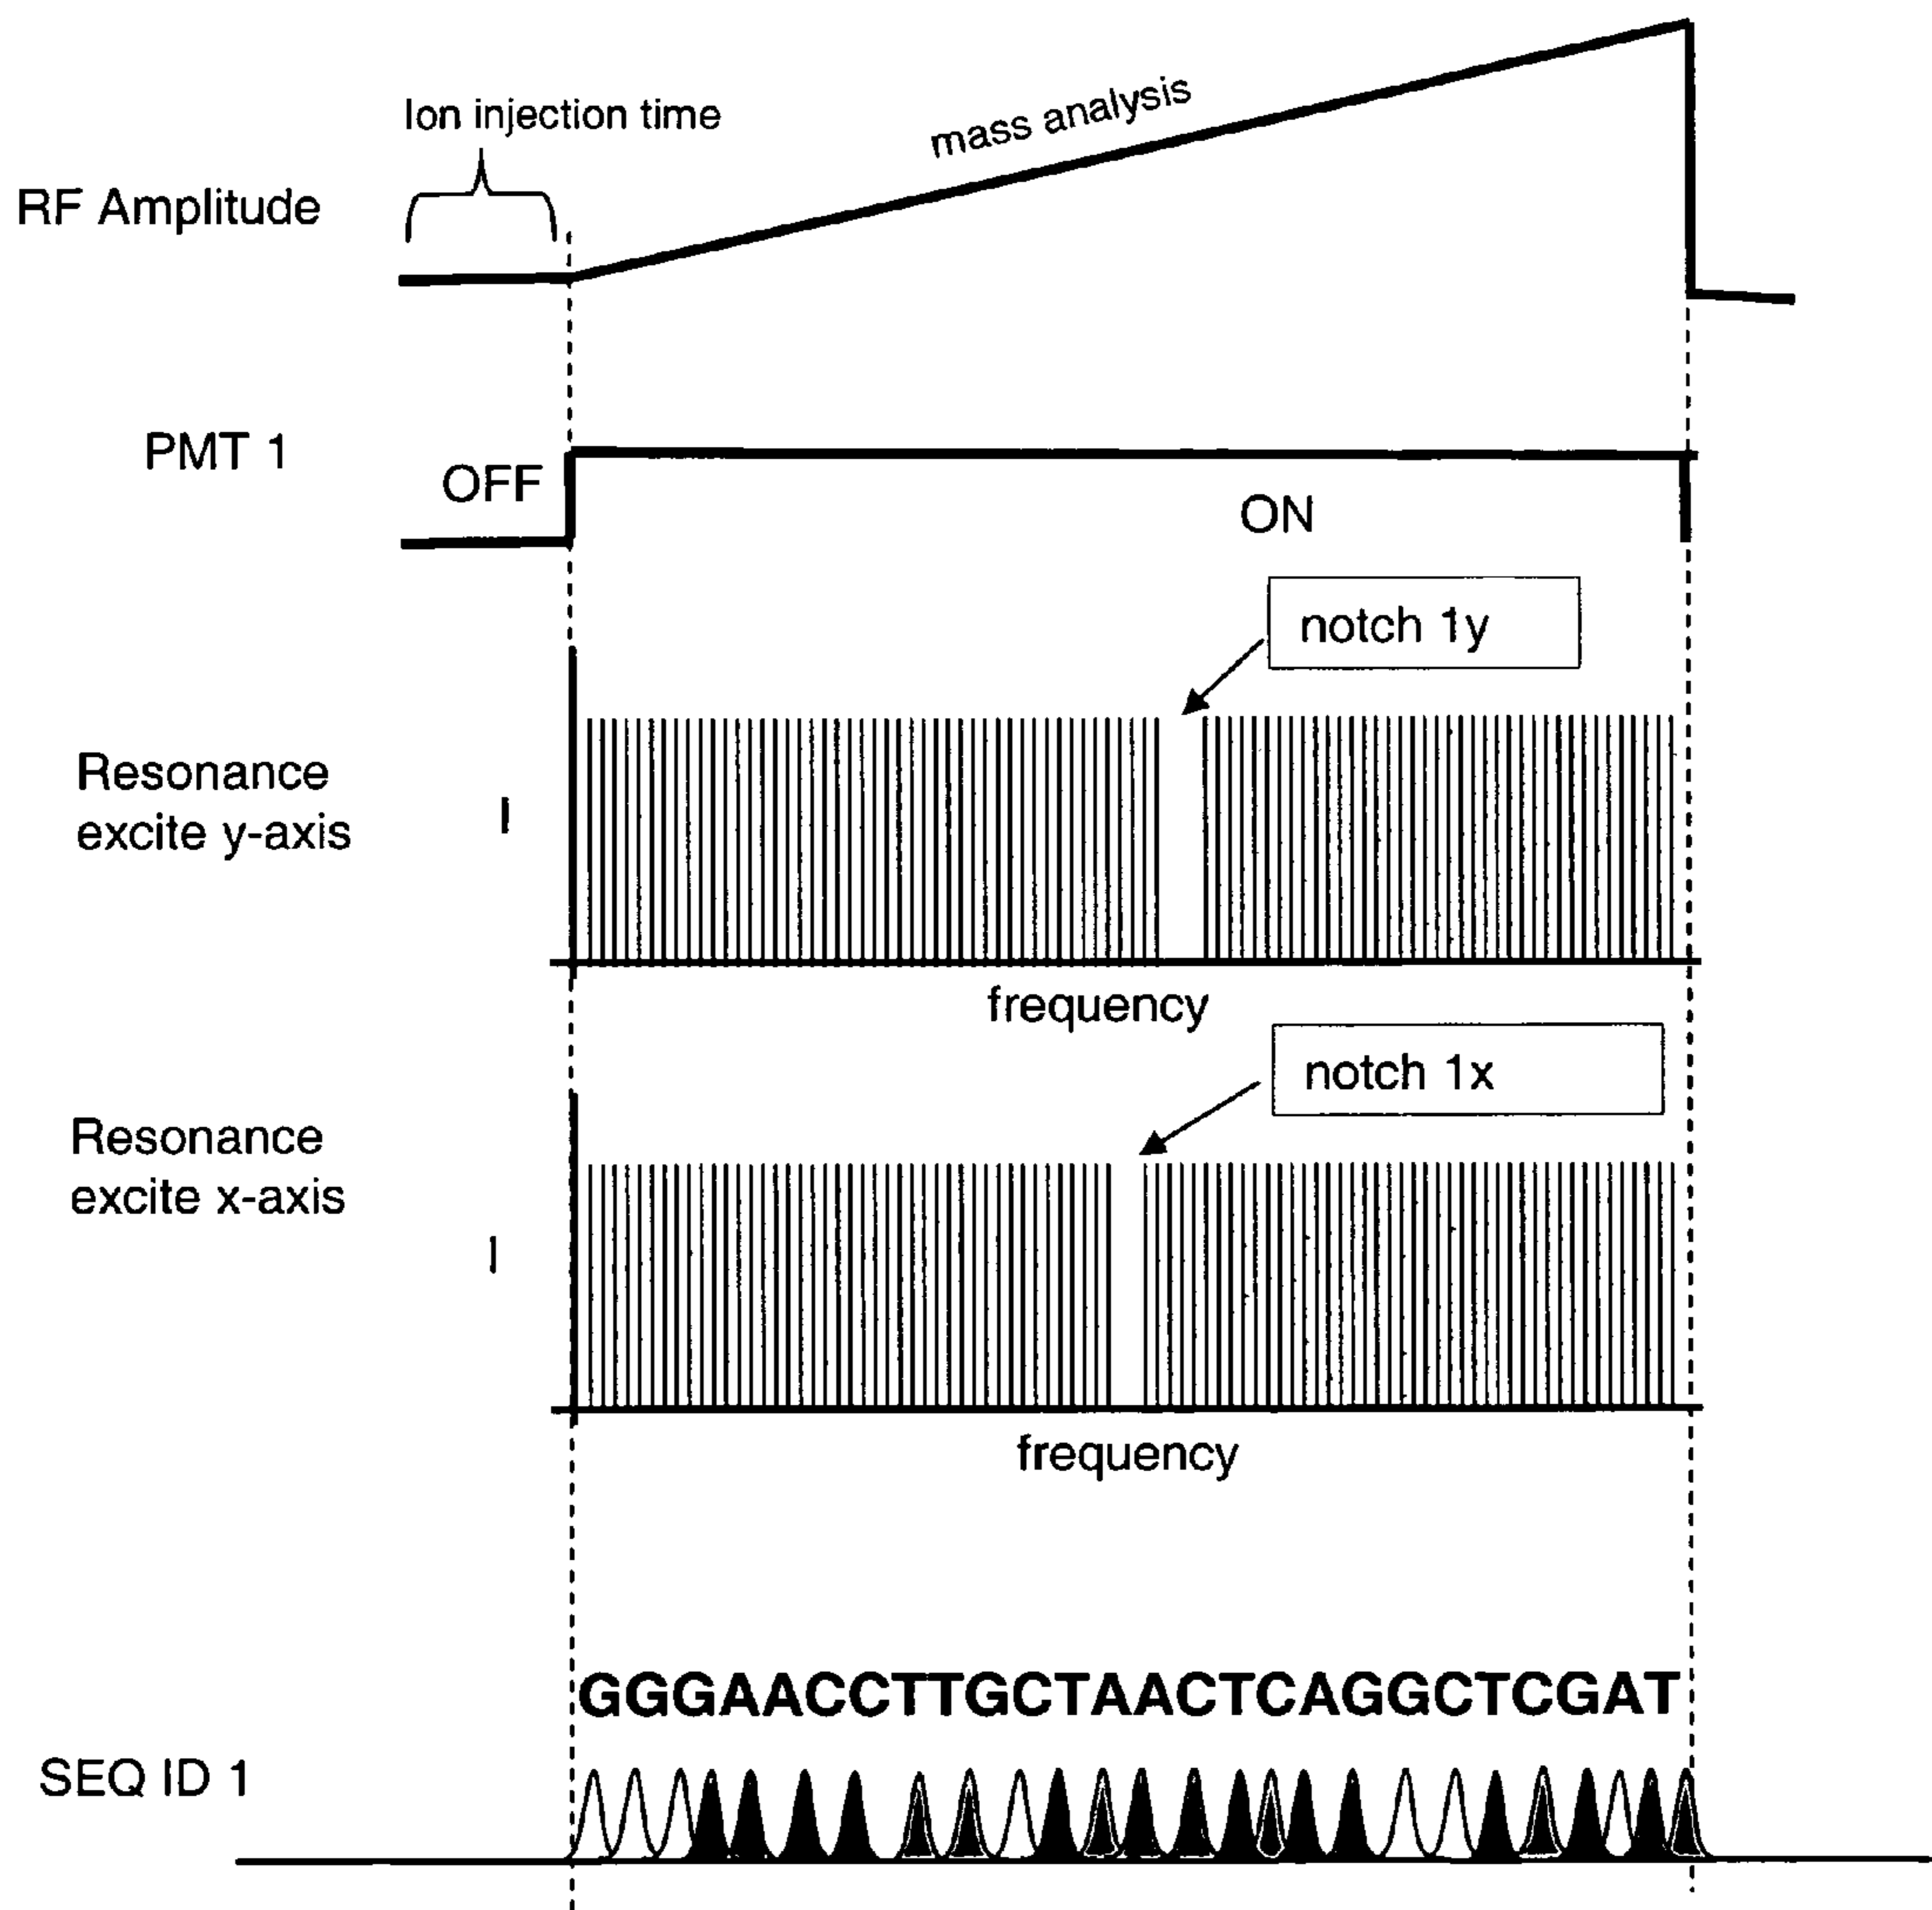 Ion injection time
mass analysis
RF Amplitude
PMT 1
OFF
ON
notch 1y
Resonance
excite y-axis
I
frequency
notch 1x
Resonance
excite x-axis
I
frequency
GGGAACCTTGCTAACTCAGGCTCGAT
SEQ ID 1